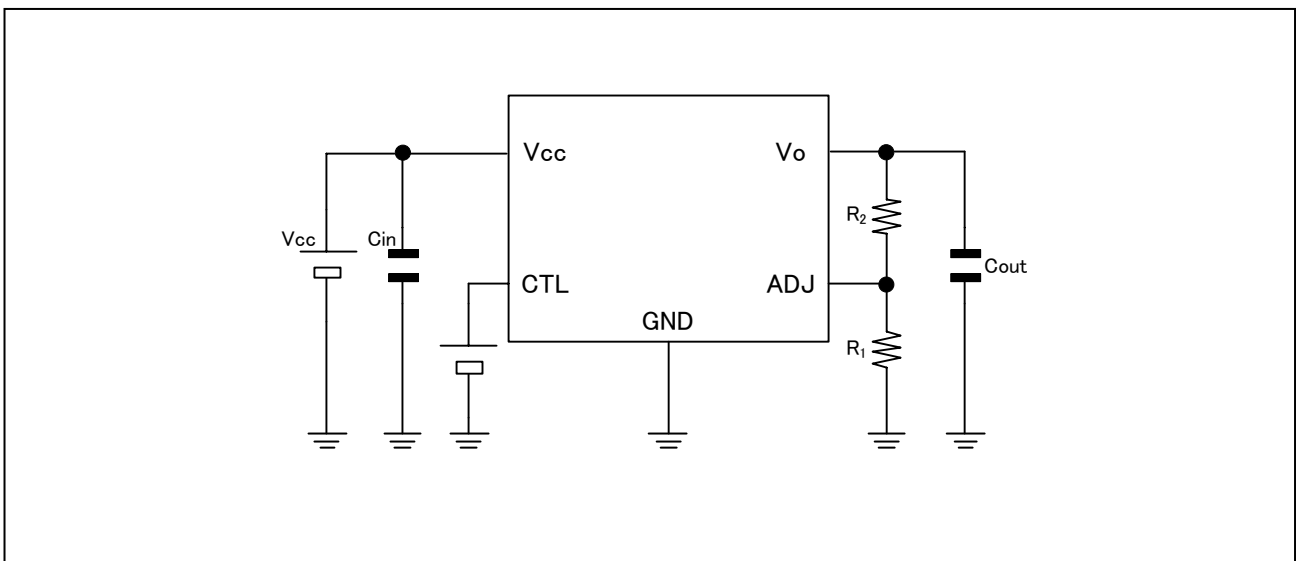 Vcc
Vo
R₂
Vcc
Cin
Cout
CTL
ADJ
GND
R₁